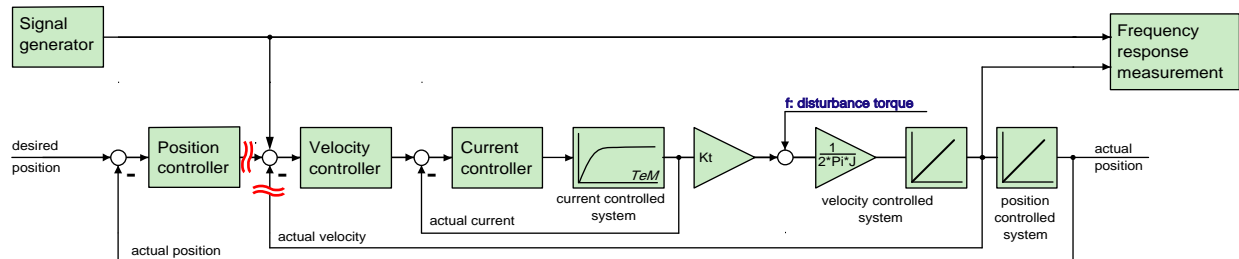 Signal
generator
Frequency
response
measurement
f: disturbance torque
desired
position
-
Position
controller
-
Velocity
controller
-
Current
controller
TeM
current controlled
system
Kt
1
2*Pi*J
velocity controlled
system
position
controlled
system
actual
position
actual current
actual velocity
actual position